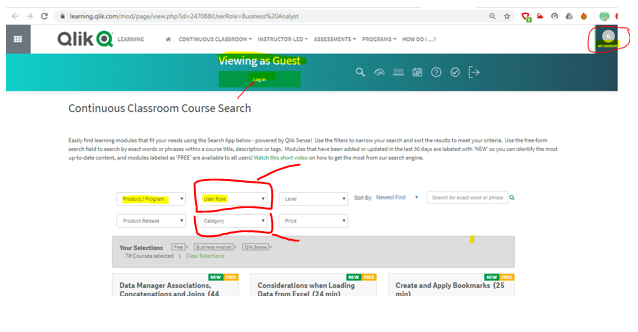 learning.qlik.com/mod/page/view.php?id=24708&UserRole=Business%20Analyst
Qlik LEARNING
CONTINUOUS CLASSROOM
INSTRUCTOR-LED
ASSESSMENTS
PROGRAMS
HOW DO I ...?
MY ACCOUNT
Viewing as Guest
Log in
Continuous Classroom Course Search
Easily find learning modules that fit your needs using the Search App below - powered by Qlik Sense! Use the filters to narrow your search and sort the results to meet your criteria. Use the free-form
search field to search by exact words or phrases within a course title, description or tags. Modules that have been added or updated in the last 30 days are labeled with 'NEW' so you can identify the most
up-to-date content, and modules labeled as 'FREE' are available to all users! Watch this short video on how to get the most from our search engine.
Product / Program
User Role
Level
Sort By: Newest First
Search for exact word or phrase
Product Release
Category
Price
Your Selections Free x Business Analyst x Qlik Sense x
78 Courses selected | Clear Selections
NEW FREE
NEW FREE
NEW FREE
Data Manager Associations,
Concatenations and Joins (44
Considerations when Loading
Data from Excel (24 min)
Create and Apply Bookmarks (25
min)